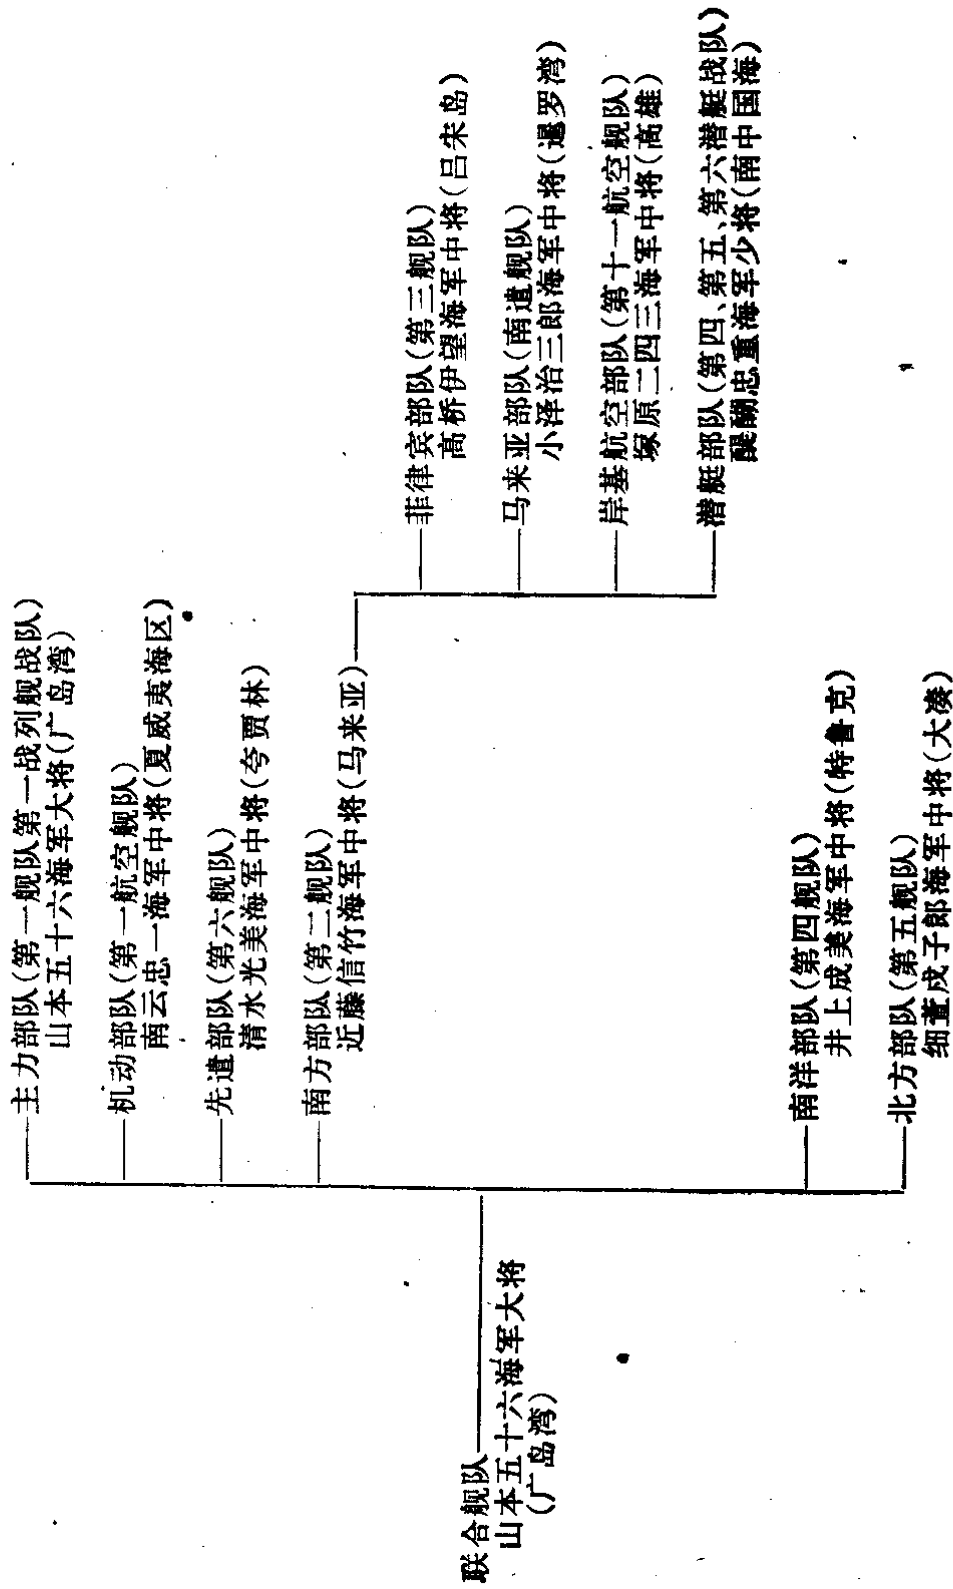 联合舰队
山本五十六海军大将
(广岛湾)
主力部队(第一舰队第一战列舰战队)
山本五十六海军大将(广岛湾)
机动部队(第一航空舰队)
南云忠一海军中将(夏威夷海区)
先遣部队(第六舰队)
清水光美海军中将(夸贾林)
南方部队(第二舰队)
近藤信竹海军中将(马来亚)
菲律宾部队(第三舰队)
高桥伊望海军中将(吕宋岛)
马来亚部队(南遣舰队)
小泽治三郎海军中将(暹罗湾)
岸基航空部队(第十一航空舰队)
塚原二四三海军中将(高雄)
潜艇部队(第四、第五、第六潜艇战队)
醍醐忠重海军少将(南中国海)
南洋部队(第四舰队)
井上成美海军中将(特鲁克)
北方部队(第五舰队)
细萱戍子郎海军中将(大凑)